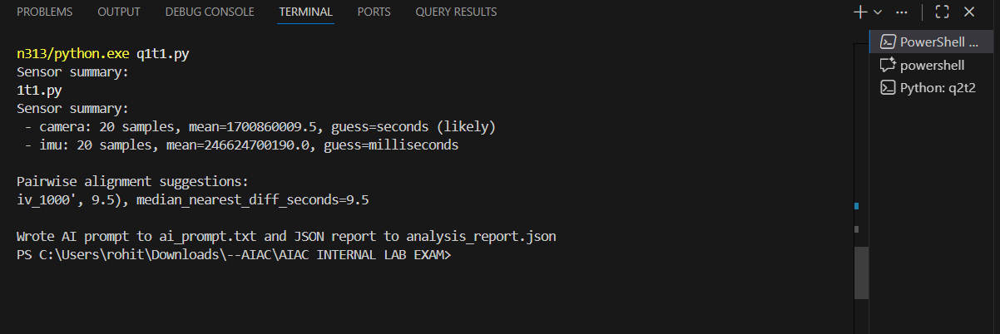 PROBLEMS OUTPUT DEBUG CONSOLE TERMINAL PORTS QUERY RESULTS
n313/python.exe q1t1.py
Sensor summary:
1t1.py
Sensor summary:
 - camera: 20 samples, mean=1700860009.5, guess=seconds (likely)
 - imu: 20 samples, mean=246624700190.0, guess=milliseconds
Pairwise alignment suggestions:
iv_1000', 9.5), median_nearest_diff_seconds=9.5
Wrote AI prompt to ai_prompt.txt and JSON report to analysis_report.json
PS C:\Users\rohit\Downloads\--AIAC\AIAC INTERNAL LAB EXAM>
PowerShell ...
powershell
Python: q2t2